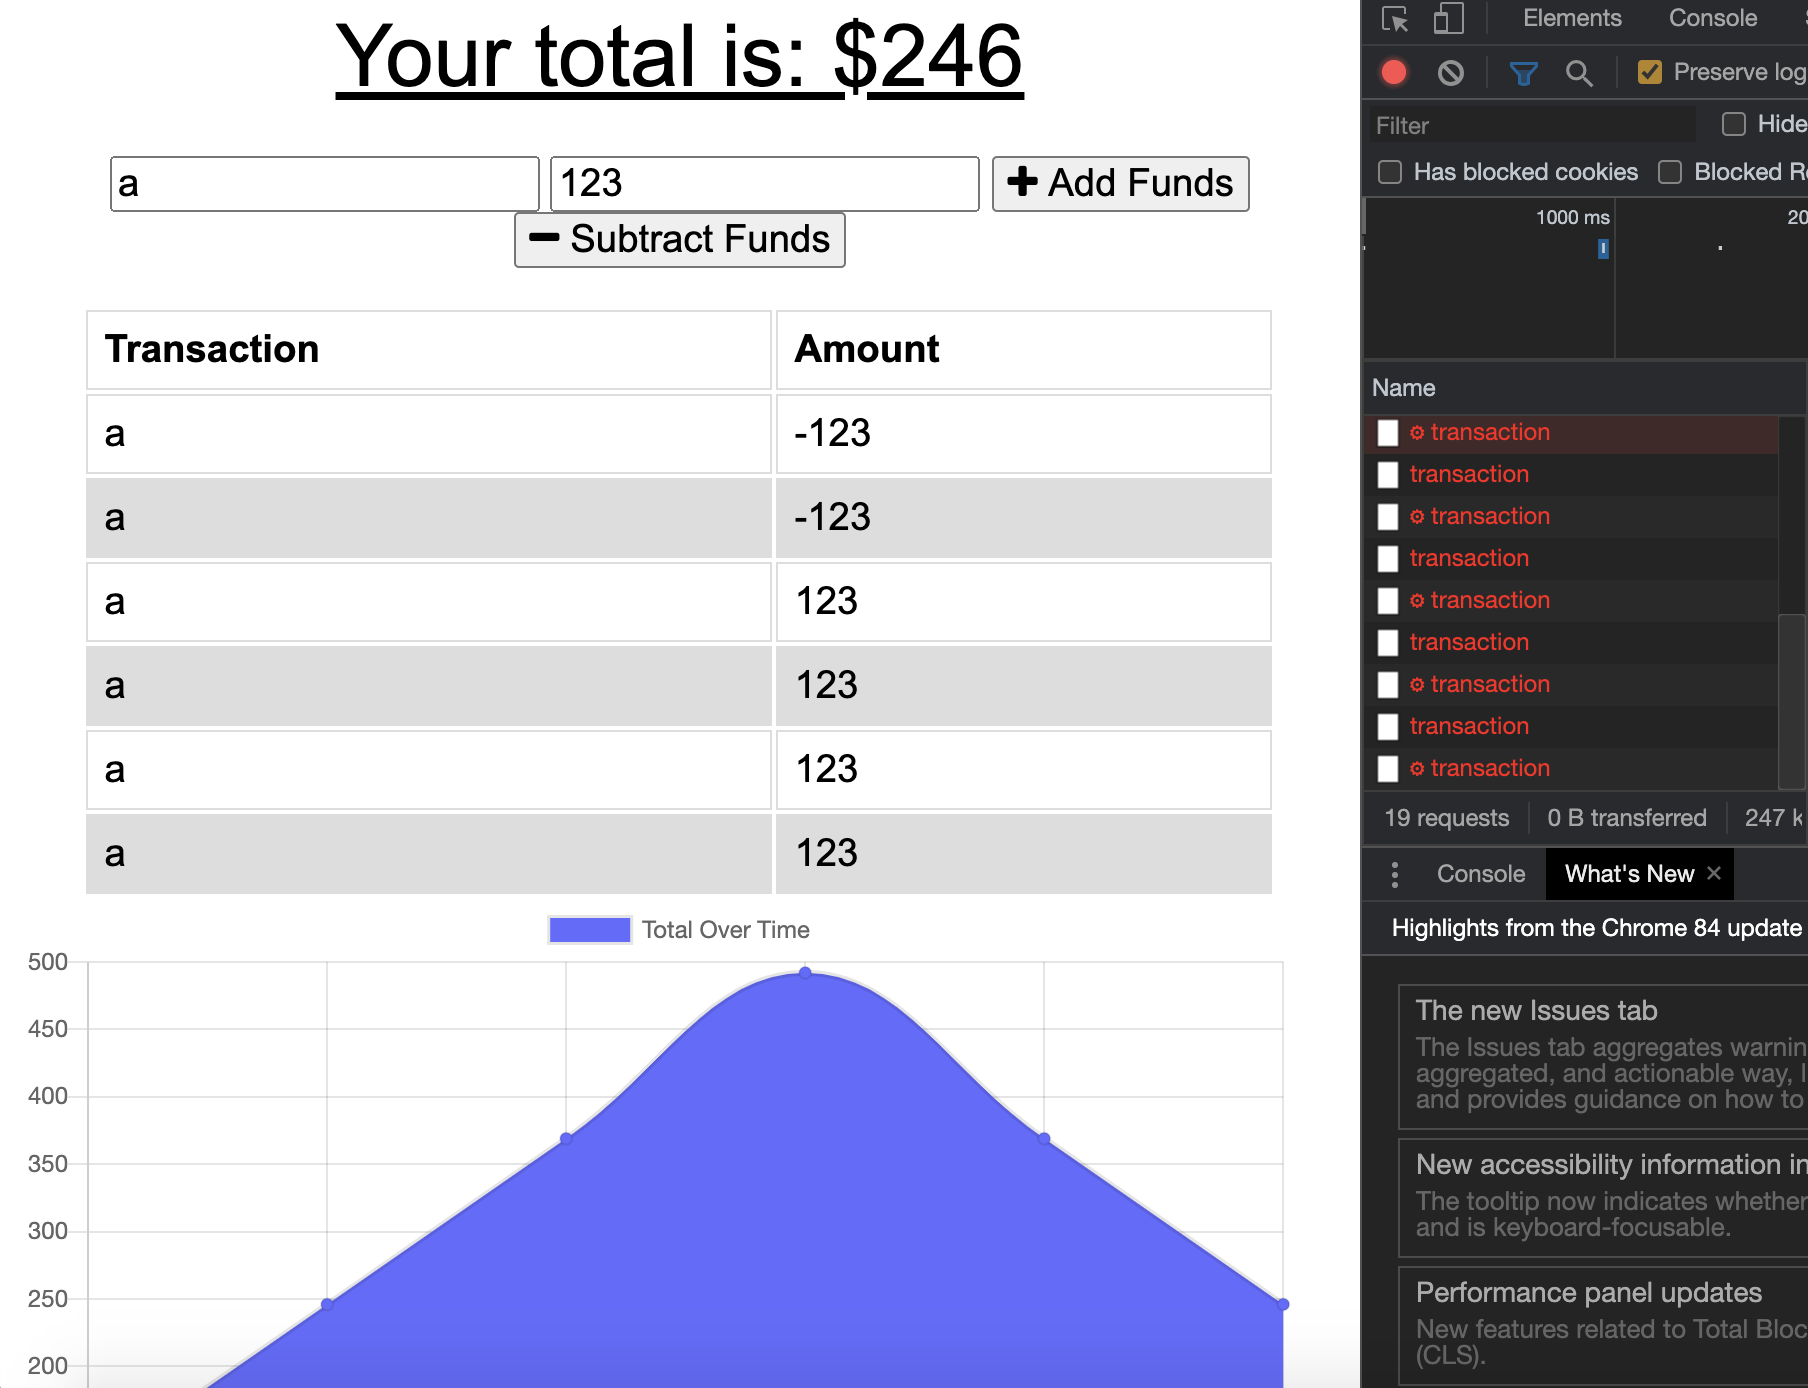 Your total is: $246
a
123
Add Funds
Subtract Funds
Transaction Amount
a -123
a -123
a 123
a 123
a 123
a 123
Total Over Time
500
450
400
350
300
250
200
Elements Console
Preserve log
Filter
Hide
Has blocked cookies
Blocked R
1000 ms
20
Name
transaction
transaction
transaction
transaction
transaction
transaction
transaction
transaction
transaction
19 requests 0 B transferred 247 k
Console What's New ×
Highlights from the Chrome 84 update
The new Issues tab
The Issues tab aggregates warnin
aggregated, and actionable way, l
and provides guidance on how to
New accessibility information in
The tooltip now indicates whether
and is keyboard-focusable.
Performance panel updates
New features related to Total Bloc
(CLS).